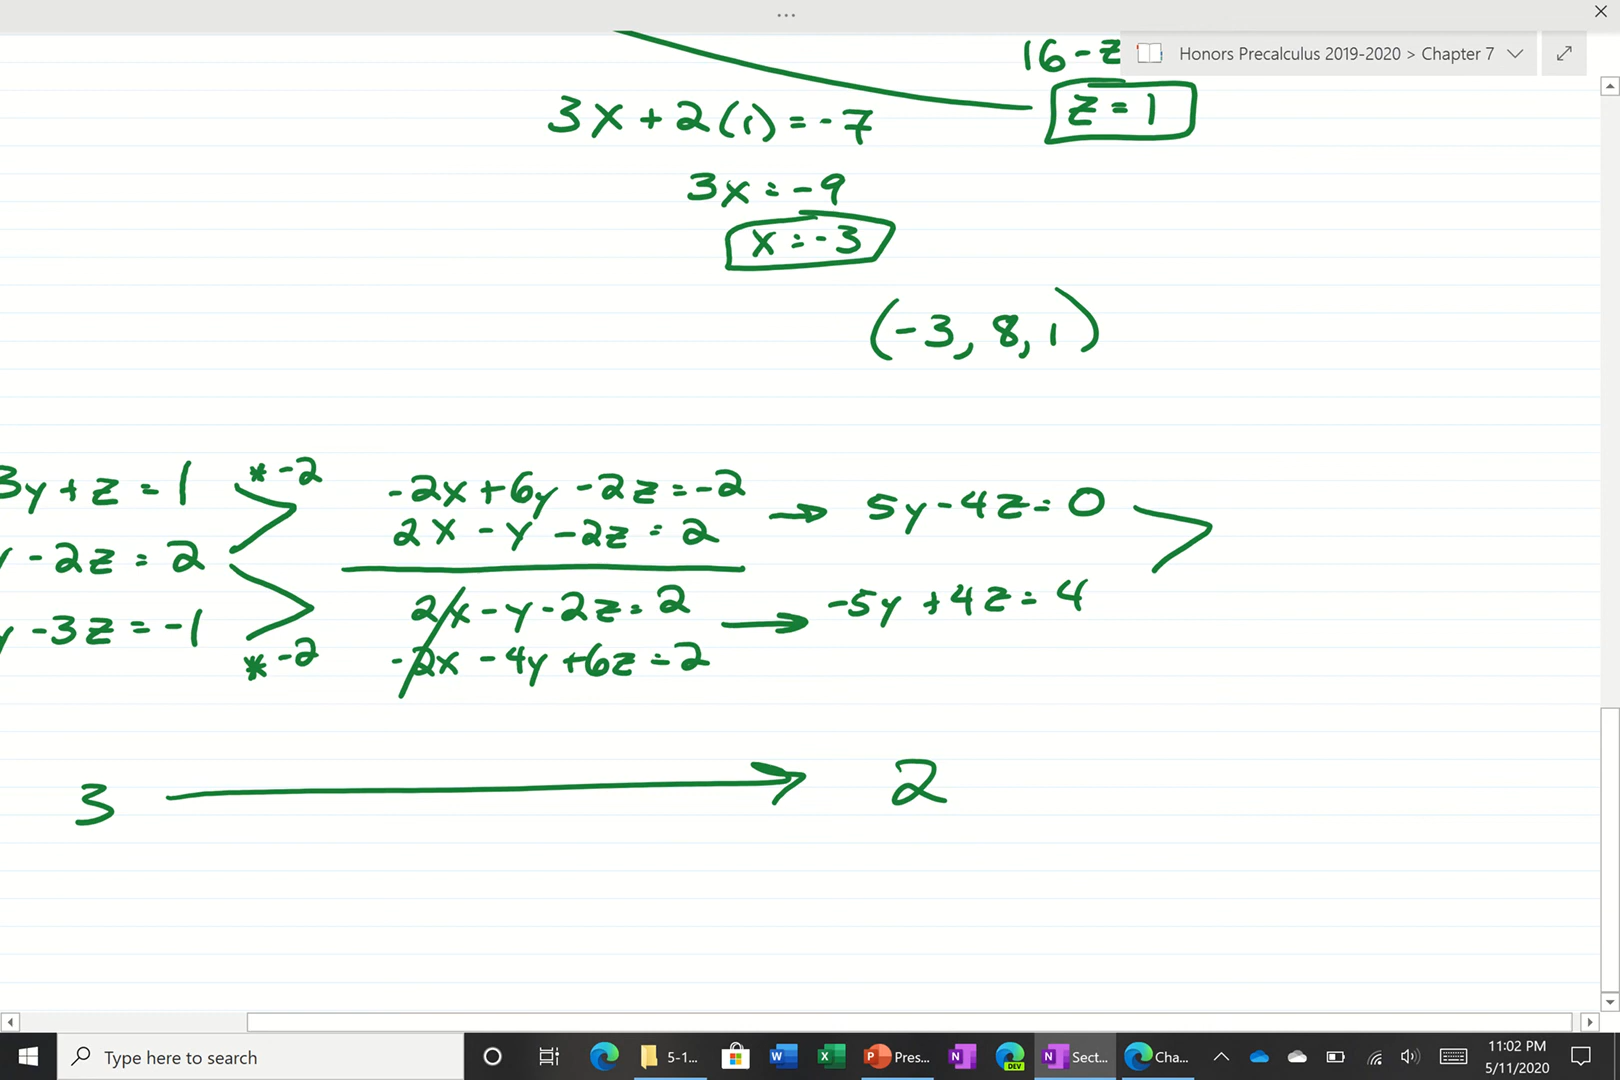 Honors Precalculus 2019-2020 > Chapter 7
16 - z
z = 1
3x + 2(1) = -7
3x = -9
x = -3
(-3, 8, 1)
3y + z = 1
* -2
- 2z = 2
- 3z = -1
* -2
-2x + 6y - 2z = -2
2x - y - 2z = 2
→ 5y - 4z = 0
2x - y - 2z = 2
-2x - 4y + 6z = 2
→ -5y + 4z = 4
3 → 2
Type here to search
5-1...
Pres...
DEV
Sect...
Cha...
11:02 PM
5/11/2020